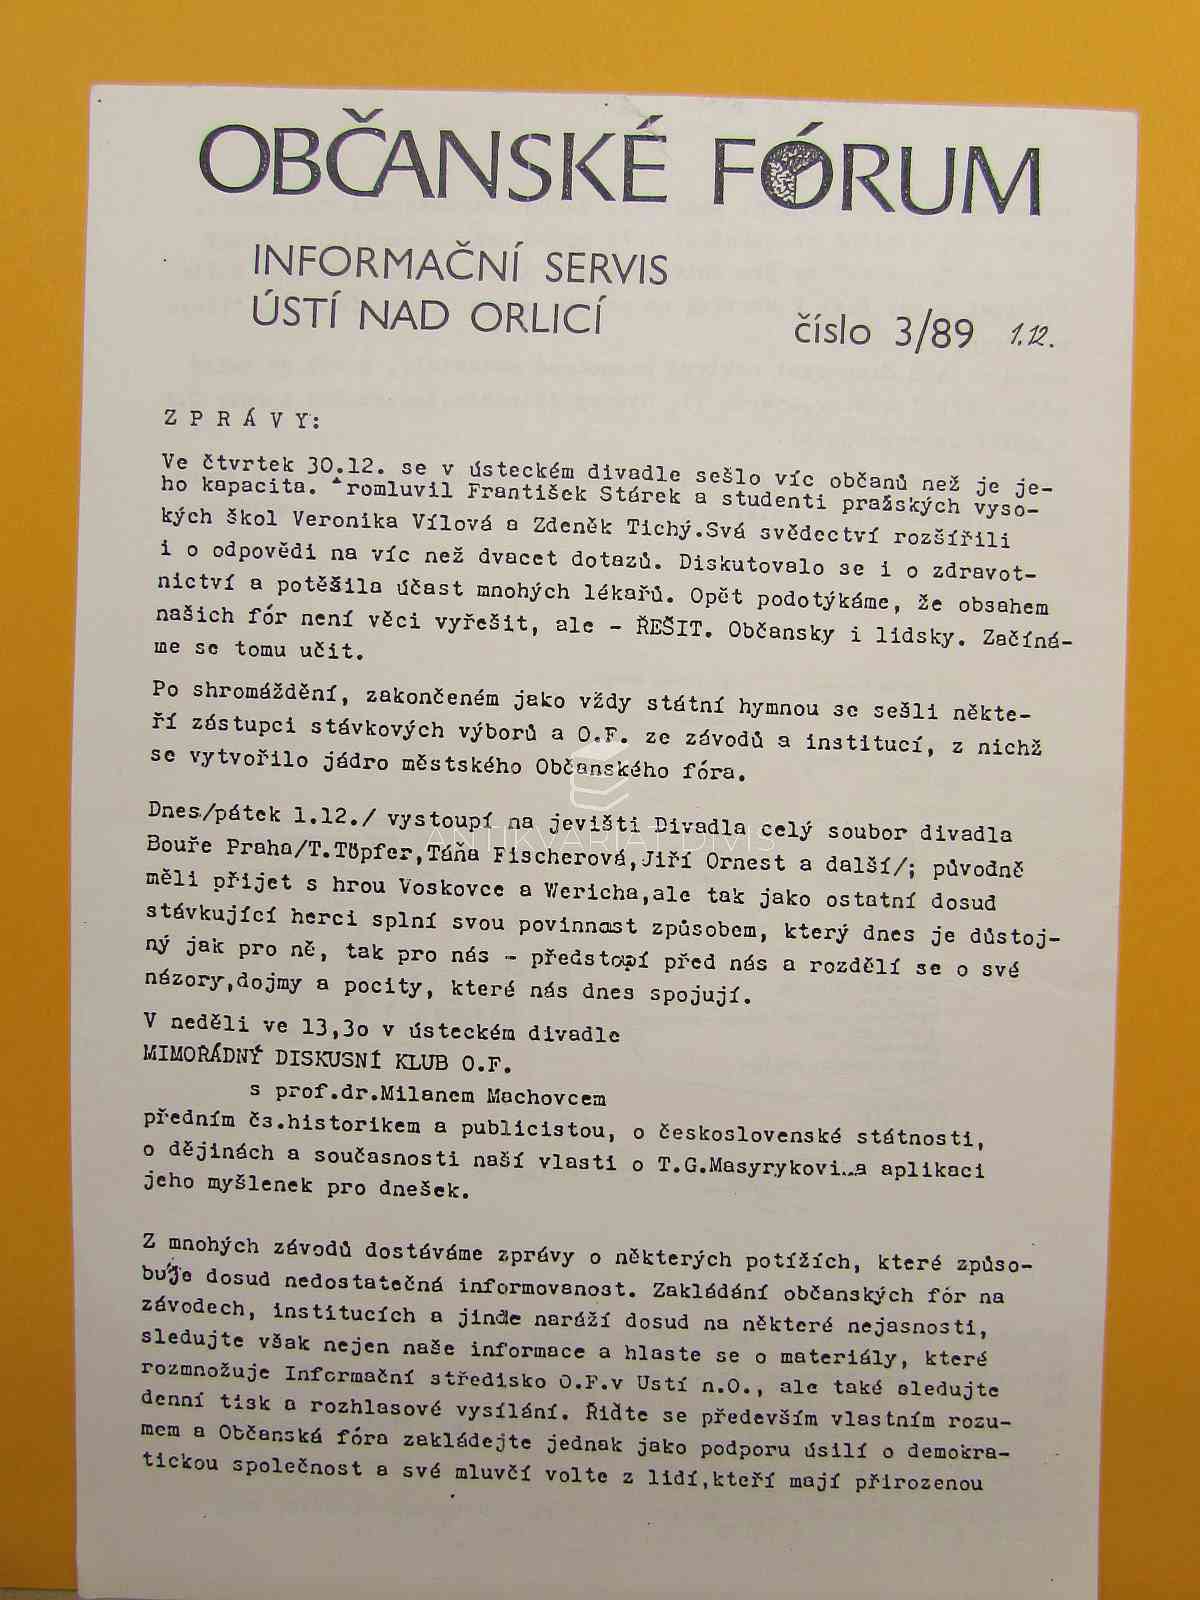 OBČANSKÉ FÓRUM
INFORMAČNÍ SERVIS
ÚSTÍ NAD ORLICÍ
číslo 3/89 1.12.
Z P R Á V Y:
Ve čtvrtek 30.12. se v ústeckém divadle sešlo víc občanů než je je-
ho kapacita. romluvil František Stárek a studenti pražských vyso-
kých škol Veronika Vílová a Zdeněk Tichý.Svá svědectví rozšířili
i o odpovědi na víc než dvacet dotazů. Diskutovalo se i o zdravot-
nictví a potěšila účast mnohých lékařů. Opět podotýkáme, že obsahem
našich fór není věci vyřešit, ale - ŘEŠIT. Občansky i lidsky. Začíná-
me se tomu učit.
Po shromáždění, zakončeném jako vždy státní hymnou se sešli někte-
ří zástupci stávkových výborů a O.F. ze závodů a institucí, z nichž
se vytvořilo jádro městského Občanského fóra.
Dnes/pátek 1.12./ vystoupí na jevišti Divadla celý soubor divadla
Bouře Praha/T.Töpfer,Táňa Fischerová,Jiří Ornest a další/; původně
měli přijet s hrou Voskovce a Wericha,ale tak jako ostatní dosud
stávkující herci splní svou povinnost způsobem, který dnes je důstoj-
ný jak pro ně, tak pro nás - předstopí před nás a rozdělí se o své
názory,dojmy a pocity, které nás dnes spojují.
V neděli ve 13,3o v ústeckém divadle
MIMOŘÁDNÝ DISKUSNÍ KLUB O.F.
s prof.dr.Milanem Machovcem
předním čs.historikem a publicistou, o československé státnosti,
o dějinách a současnosti naší vlasti o T.G.Masyrykovi..a aplikaci
jeho myšlenek pro dnešek.
Z mnohých závodů dostáváme zprávy o některých potížích, které způso-
buje dosud nedostatečná informovanost. Zakládání občanských fór na
závodech, institucích a jinde naráží dosud na některé nejasnosti,
sledujte však nejen naše informace a hlaste se o materiály, které
rozmnožuje Informační středisko O.F.v Ustí n.O., ale také sledujte
denní tisk a rozhlasové vysílání. Řiďte se především vlastním rozu-
mem a Občanská fóra zakládejte jednak jako podporu úsilí o demokra-
tickou společnost a své mluvčí volte z lidí,kteří mají přirozenou
ANTIKVARIAT DIVIS